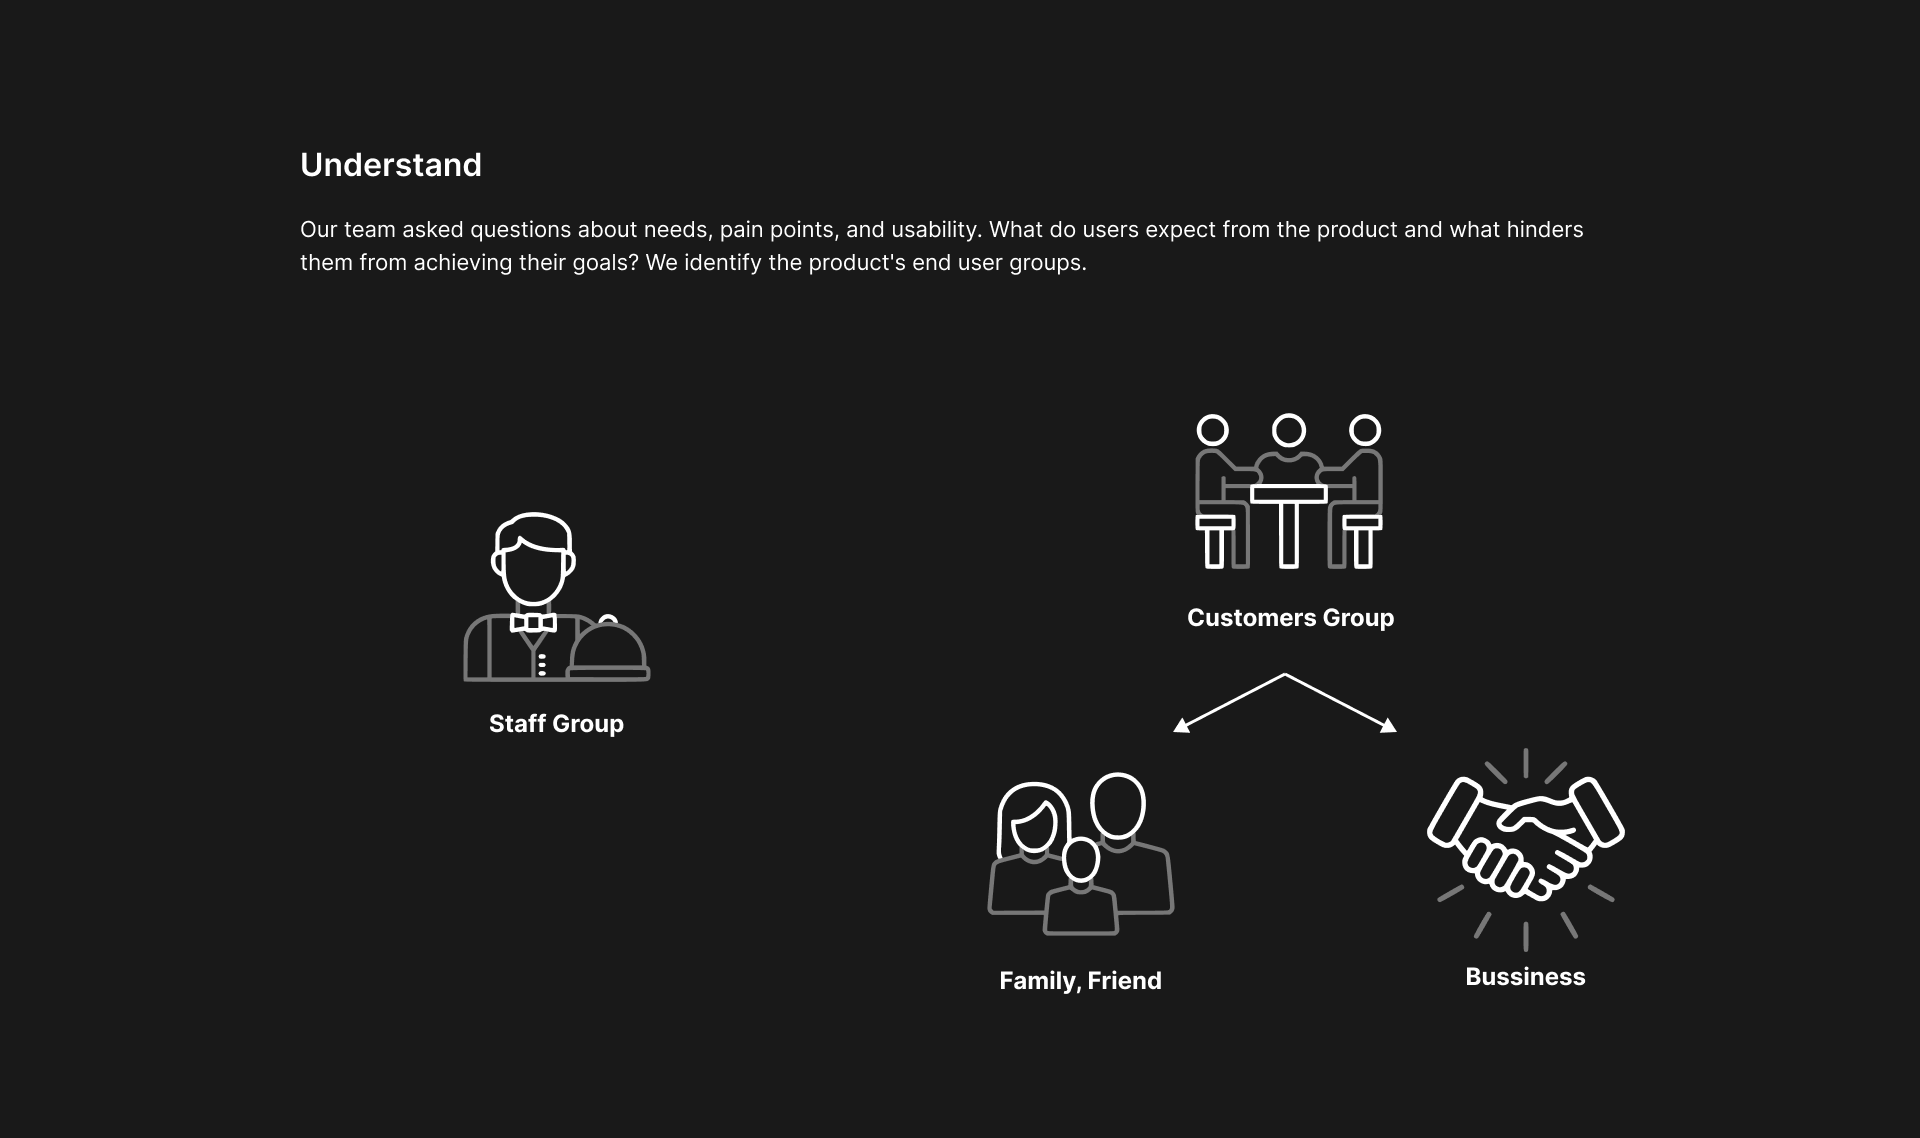 Understand
Our team asked questions about needs, pain points, and usability. What do users expect from the product and what hinders
them from achieving their goals? We identify the product's end user groups.
Customers Group
Staff Group
Family, Friend
Bussiness